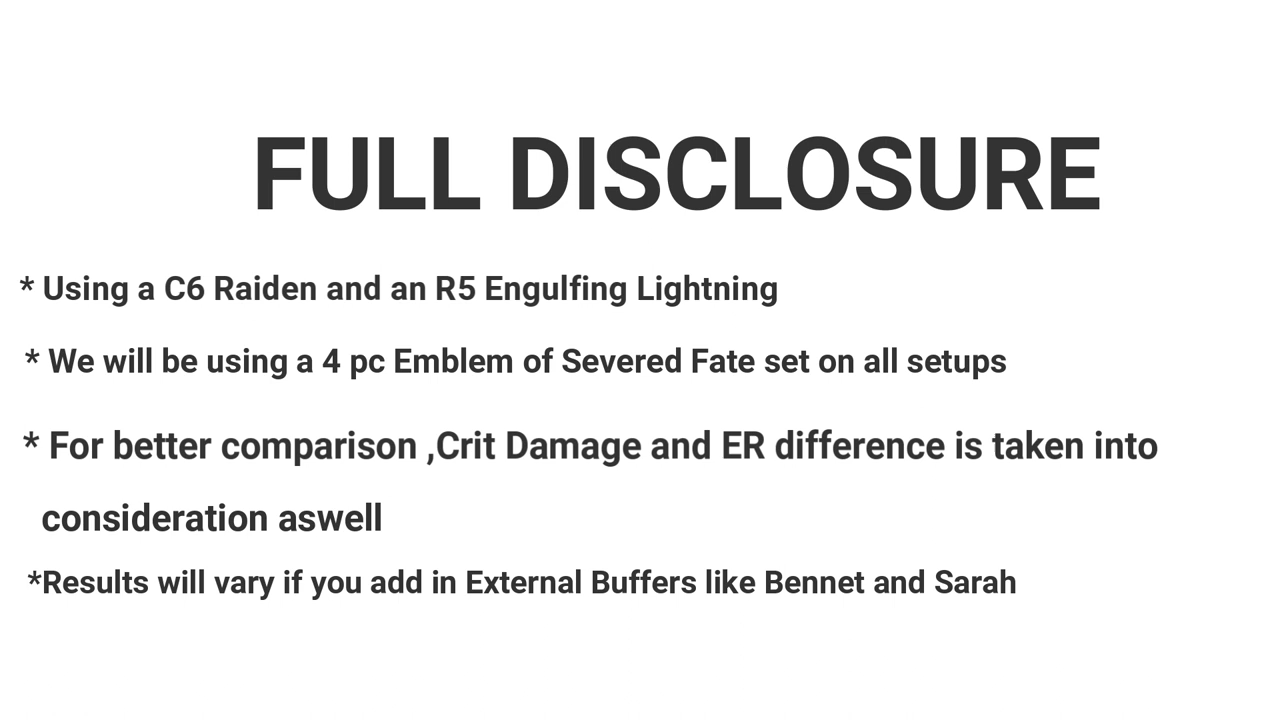 FULL DISCLOSURE
* Using a C6 Raiden and an R5 Engulfing Lightning
* We will be using a 4 pc Emblem of Severed Fate set on all setups
* For better comparison ,Crit Damage and ER difference is taken into
consideration aswell
*Results will vary if you add in External Buffers like Bennet and Sarah